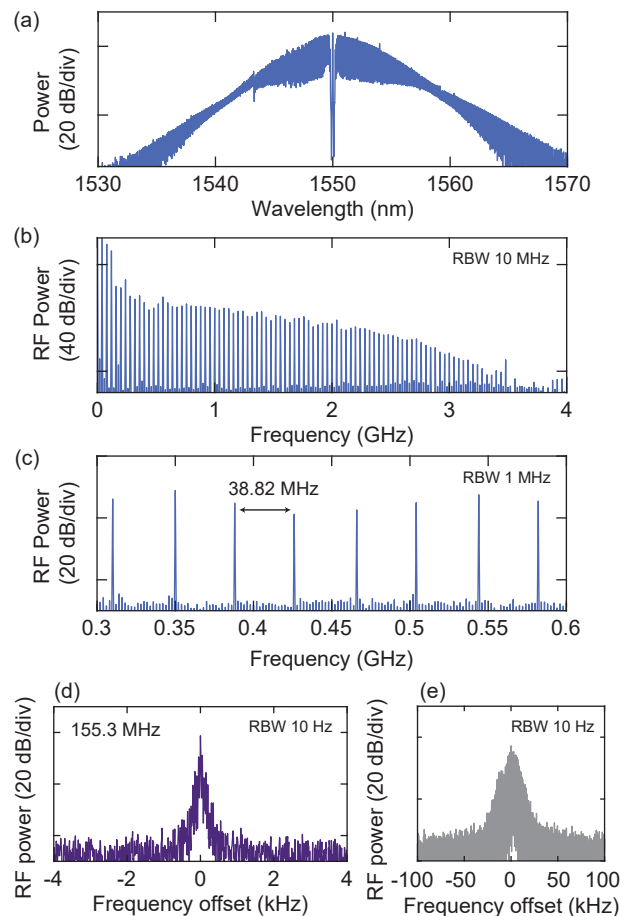 (a)
Power
(20 dB/div)
1530 1540 1550 1560 1570
Wavelength (nm)
(b)
RBW 10 MHz
RF Power
(40 dB/div)
0 1 2 3 4
Frequency (GHz)
(c)
38.82 MHz
RBW 1 MHz
RF Power
(20 dB/div)
0.3 0.35 0.4 0.45 0.5 0.55 0.6
Frequency (GHz)
(d)
155.3 MHz
RBW 10 Hz
RF power (20 dB/div)
-4 -2 0 2 4
Frequency offset (kHz)
(e)
RBW 10 Hz
RF power (20 dB/div)
-100 -50 0 50 100
Frequency offset (kHz)